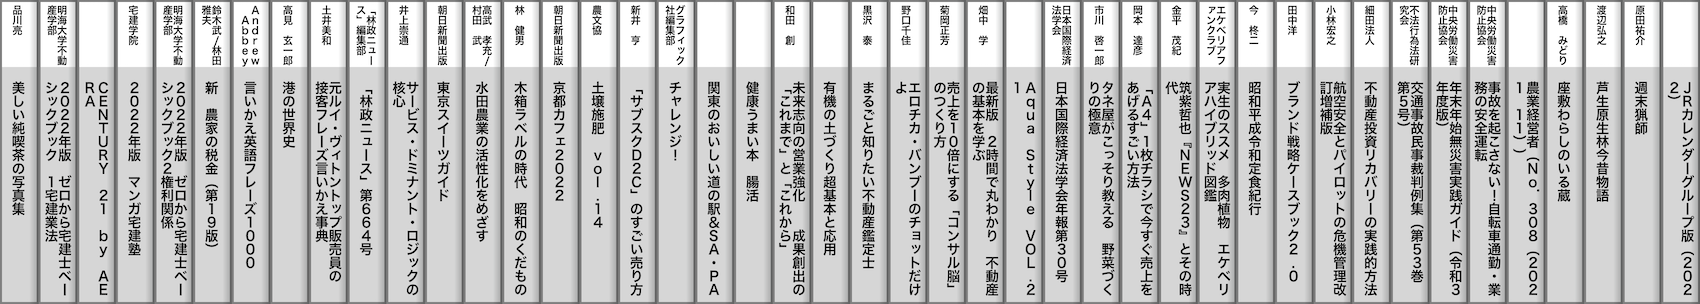 JRカレンダーグループ版(202
2)
原田祐介
週末猟師
渡辺弘之
芦生原生林今昔物語
高橋 みどり
座敷わらしのいる蔵
農業経営者(No.308(202
1 11))
中央労働災害
防止協会
事故を起こさない!自転車通勤・業
務の安全運転
中央労働災害
防止協会
年末年始無災害実践ガイド(令和3
年度版)
不法行為法研
究会
交通事故民事裁判例集(第53巻
第5号)
細田法人
不動産投資リカバリーの実践的方法
小林宏之
航空安全とパイロットの危機管理改
訂増補版
田中洋
ブランド戦略ケースブック2.0
今 柊二
昭和平成令和定食紀行
エケベリアフ
ァンクラブ
実生のススメ 多肉植物 エケベリ
アハイブリッド図鑑
金平 茂紀
筑紫哲也『NEWS23』とその時
代
岡本 達彦
「A4」1枚チラシで今すぐ売上を
あげるすごい方法
市川 啓一郎
タネ屋がこっそり教える 野菜づく
りの極意
日本国際経済
法学会
日本国際経済法学会年報第30号
Aqua Style VOL.2
1
畑中 学
最新版 2時間で丸わかり 不動産
の基本を学ぶ
菊岡正芳
売上を10倍にする「コンサル脳」
のつくり方
野口千佳
エロチカ・バンブーのチョットだけ
よ
黒沢 泰
まるごと知りたい不動産鑑定士
有機の土づくり超基本と応用
和田 創
未来志向の営業強化 成果創出の
「これまで」と「これから」
健康うまい本 腸活
関東のおいしい道の駅&SA・PA
グラフィック
社編集部
チャレンジ!
新井 亨
「サブスクD2C」のすごい売り方
農文協
土壌施肥 vol.14
朝日新聞出版
京都カフェ2022
林 健男
木箱ラベルの時代 昭和のくだもの
高武 孝充/
村田 武
水田農業の活性化をめざす
朝日新聞出版
東京スイーツガイド
井上崇通
サービス・ドミナント・ロジックの
核心
「林政ニュー
ス」編集部
「林政ニュース」第664号
土井美和
元ルイ・ヴィトントップ販売員の
接客フレーズ言いかえ事典
高見 玄一郎
港の世界史
Andrew
Abbey
言いかえ英語フレーズ1000
鈴木武/林田
雅夫
新 農家の税金(第19版)
明海大学不動
産学部
2022年版 ゼロから宅建士ベー
シックブック2権利関係
宅建学院
2022年版 マンガ宅建塾
CENTURY 21 by AE
RA
明海大学不動
産学部
2022年版 ゼロから宅建士ベー
シックブック 1宅建業法
品川亮
美しい純喫茶の写真集